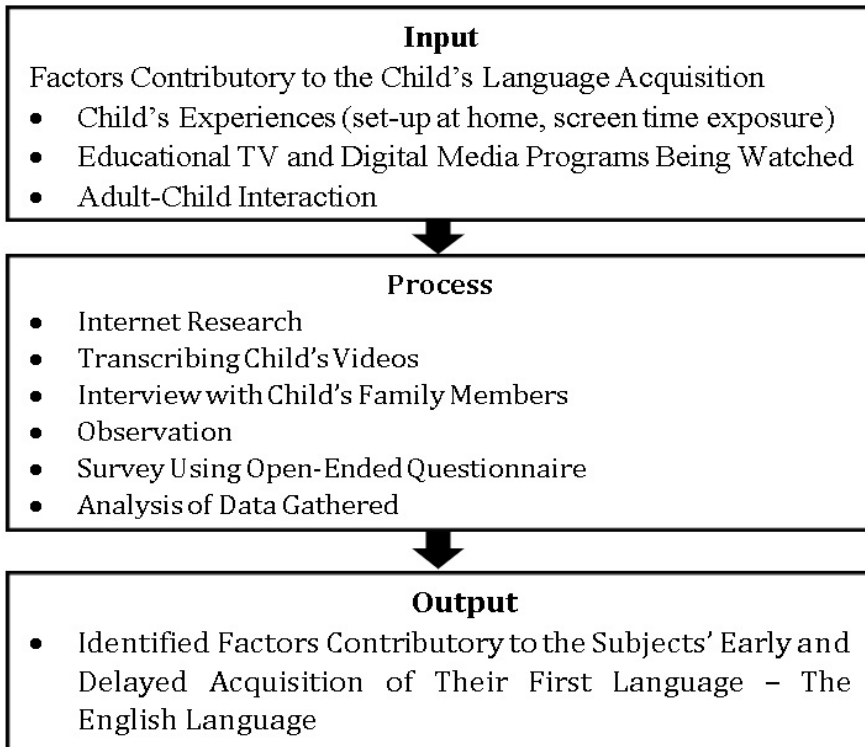 Input
Factors Contributory to the Child's Language Acquisition
• Child's Experiences (set-up at home, screen time exposure)
• Educational TV and Digital Media Programs Being Watched
• Adult-Child Interaction
Process
• Internet Research
• Transcribing Child's Videos
• Interview with Child's Family Members
• Observation
• Survey Using Open-Ended Questionnaire
• Analysis of Data Gathered
Output
• Identified Factors Contributory to the Subjects' Early and
Delayed Acquisition of Their First Language – The
English Language